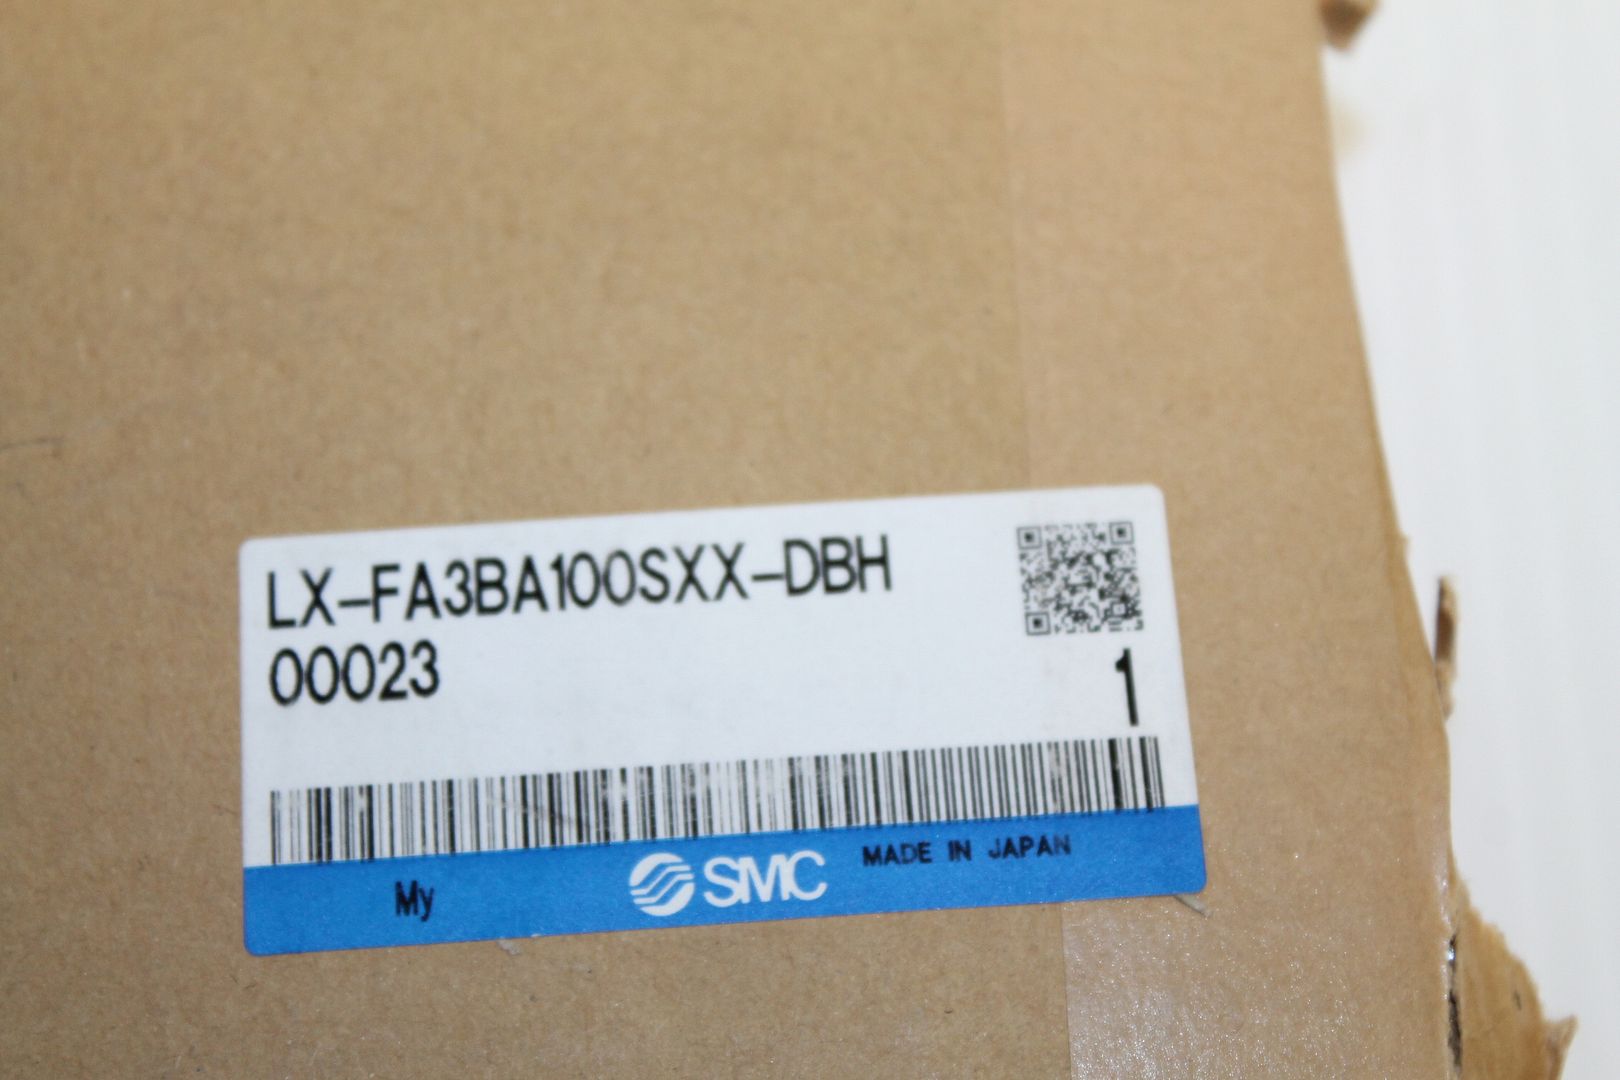 LX-FA3BA100SXX-DBH
00023
1
My
SMC
MADE IN JAPAN